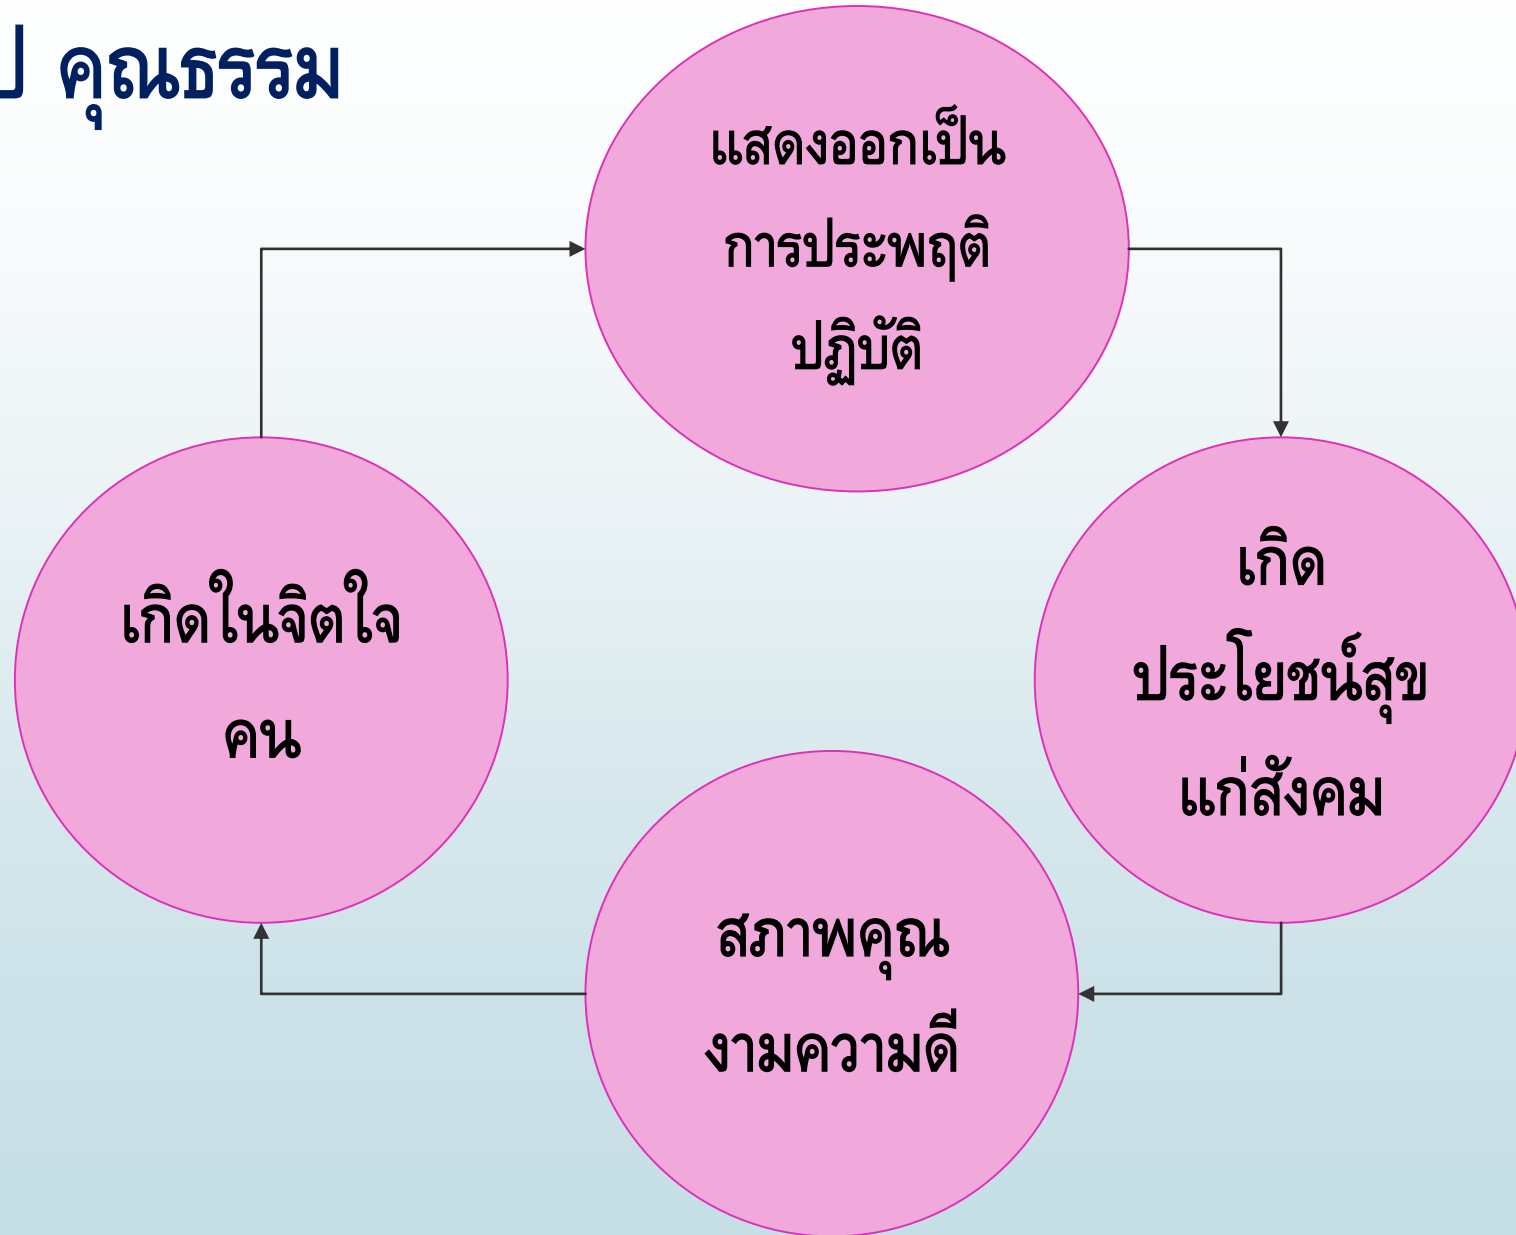 คุณธรรม
แสดงออกเป็น
การประพฤติ
ปฏิบัติ
เกิด
ประโยชน์สุข
แก่สังคม
สภาพคุณ
งามความดี
เกิดในจิตใจ
คน